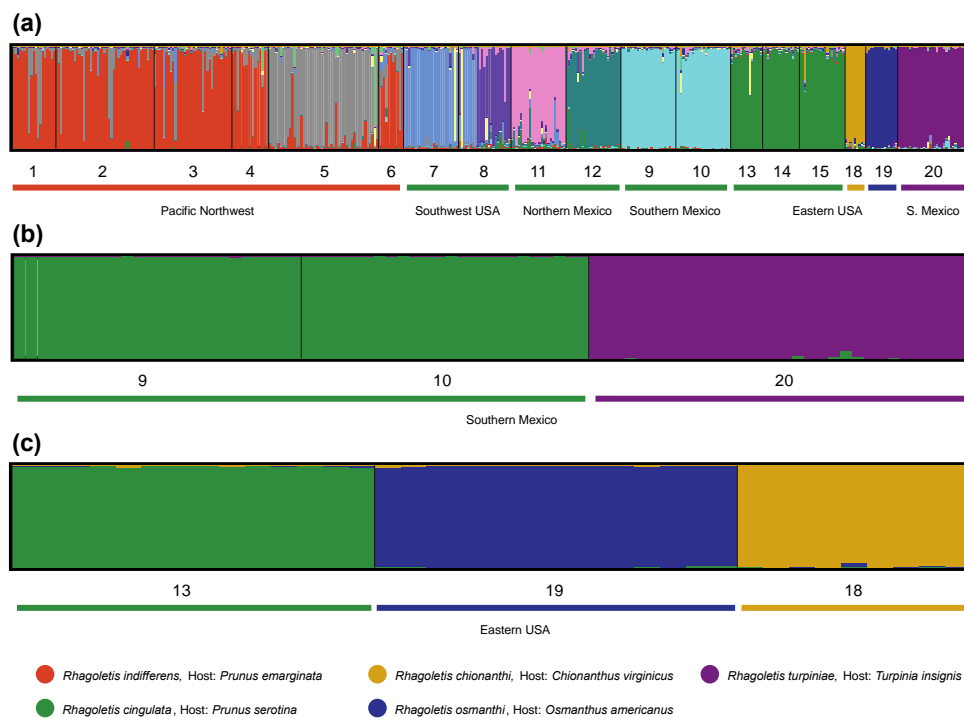 (a)
1 2 3 4 5 6 7 8 11 12 9 10 13 14 15 18 19 20
Pacific Northwest Southwest USA Northern Mexico Southern Mexico Eastern USA S. Mexico
(b)
9 10 20
Southern Mexico
(c)
13 19 18
Eastern USA
Rhagoletis indifferens, Host: Prunus emarginata Rhagoletis chionanthi, Host: Chionanthus virginicus Rhagoletis turpiniae, Host: Turpinia insignis
Rhagoletis cingulata, Host: Prunus serotina Rhagoletis osmanthi, Host: Osmanthus americanus